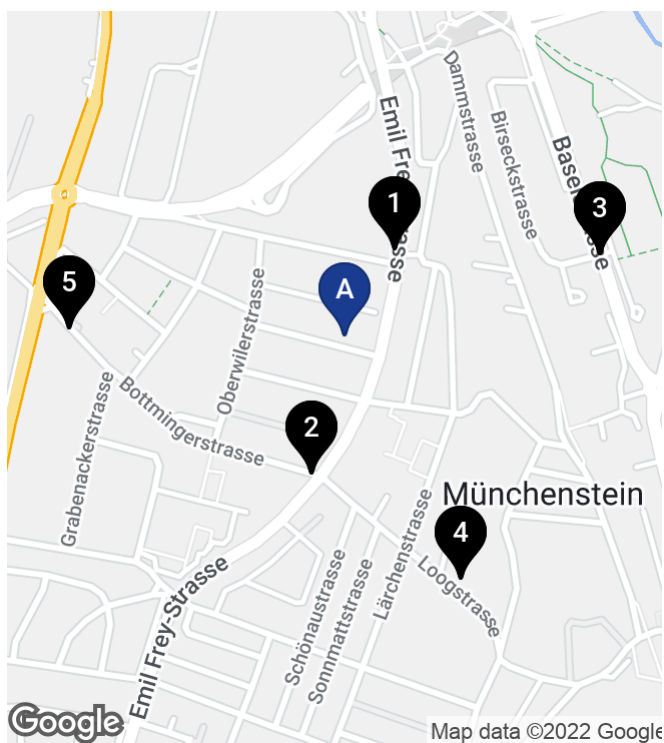 Dammstrasse
Emil Frey-Strasse
Birseckstrasse
1
3
A
5
Oberwilerstrasse
Bottmingerstrasse
2
Grabenackerstrasse
Münchenstein
4
Lärchenstrasse
Loogstrasse
Emil Frey-Strasse
Schönaustrasse
Sonnmattstrasse
Google
Map data ©2022 Google